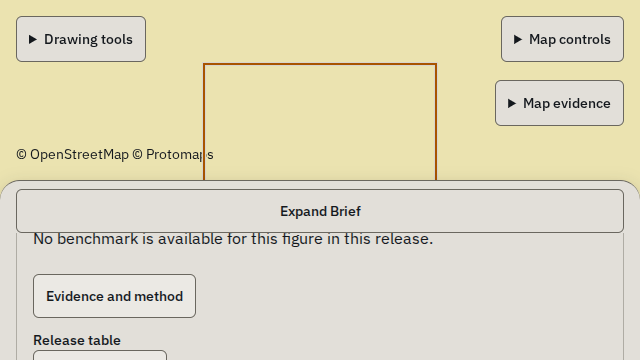 Drawing tools
Map controls
Map evidence
© OpenStreetMap © Protomaps
Expand Brief
No benchmark is available for this figure in this release.
Evidence and method
Release table